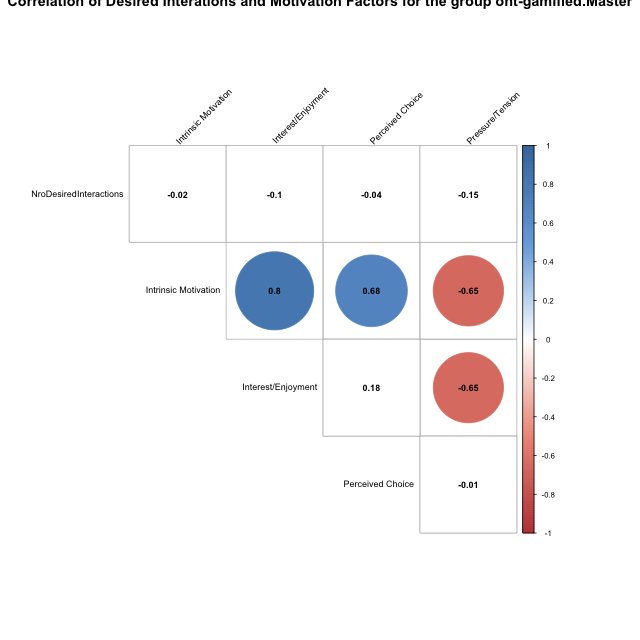 Correlation of Desired Interations and Motivation Factors for the group ont-gamified.Master
Intrinsic Motivation
Interest/Enjoyment
Perceived Choice
Pressure/Tension
NroDesiredInteractions
-0.02
-0.1
-0.04
-0.15
Intrinsic Motivation
0.8
0.68
-0.65
Interest/Enjoyment
0.18
-0.65
Perceived Choice
-0.01
1
0.8
0.6
0.4
0.2
0
-0.2
-0.4
-0.6
-0.8
-1